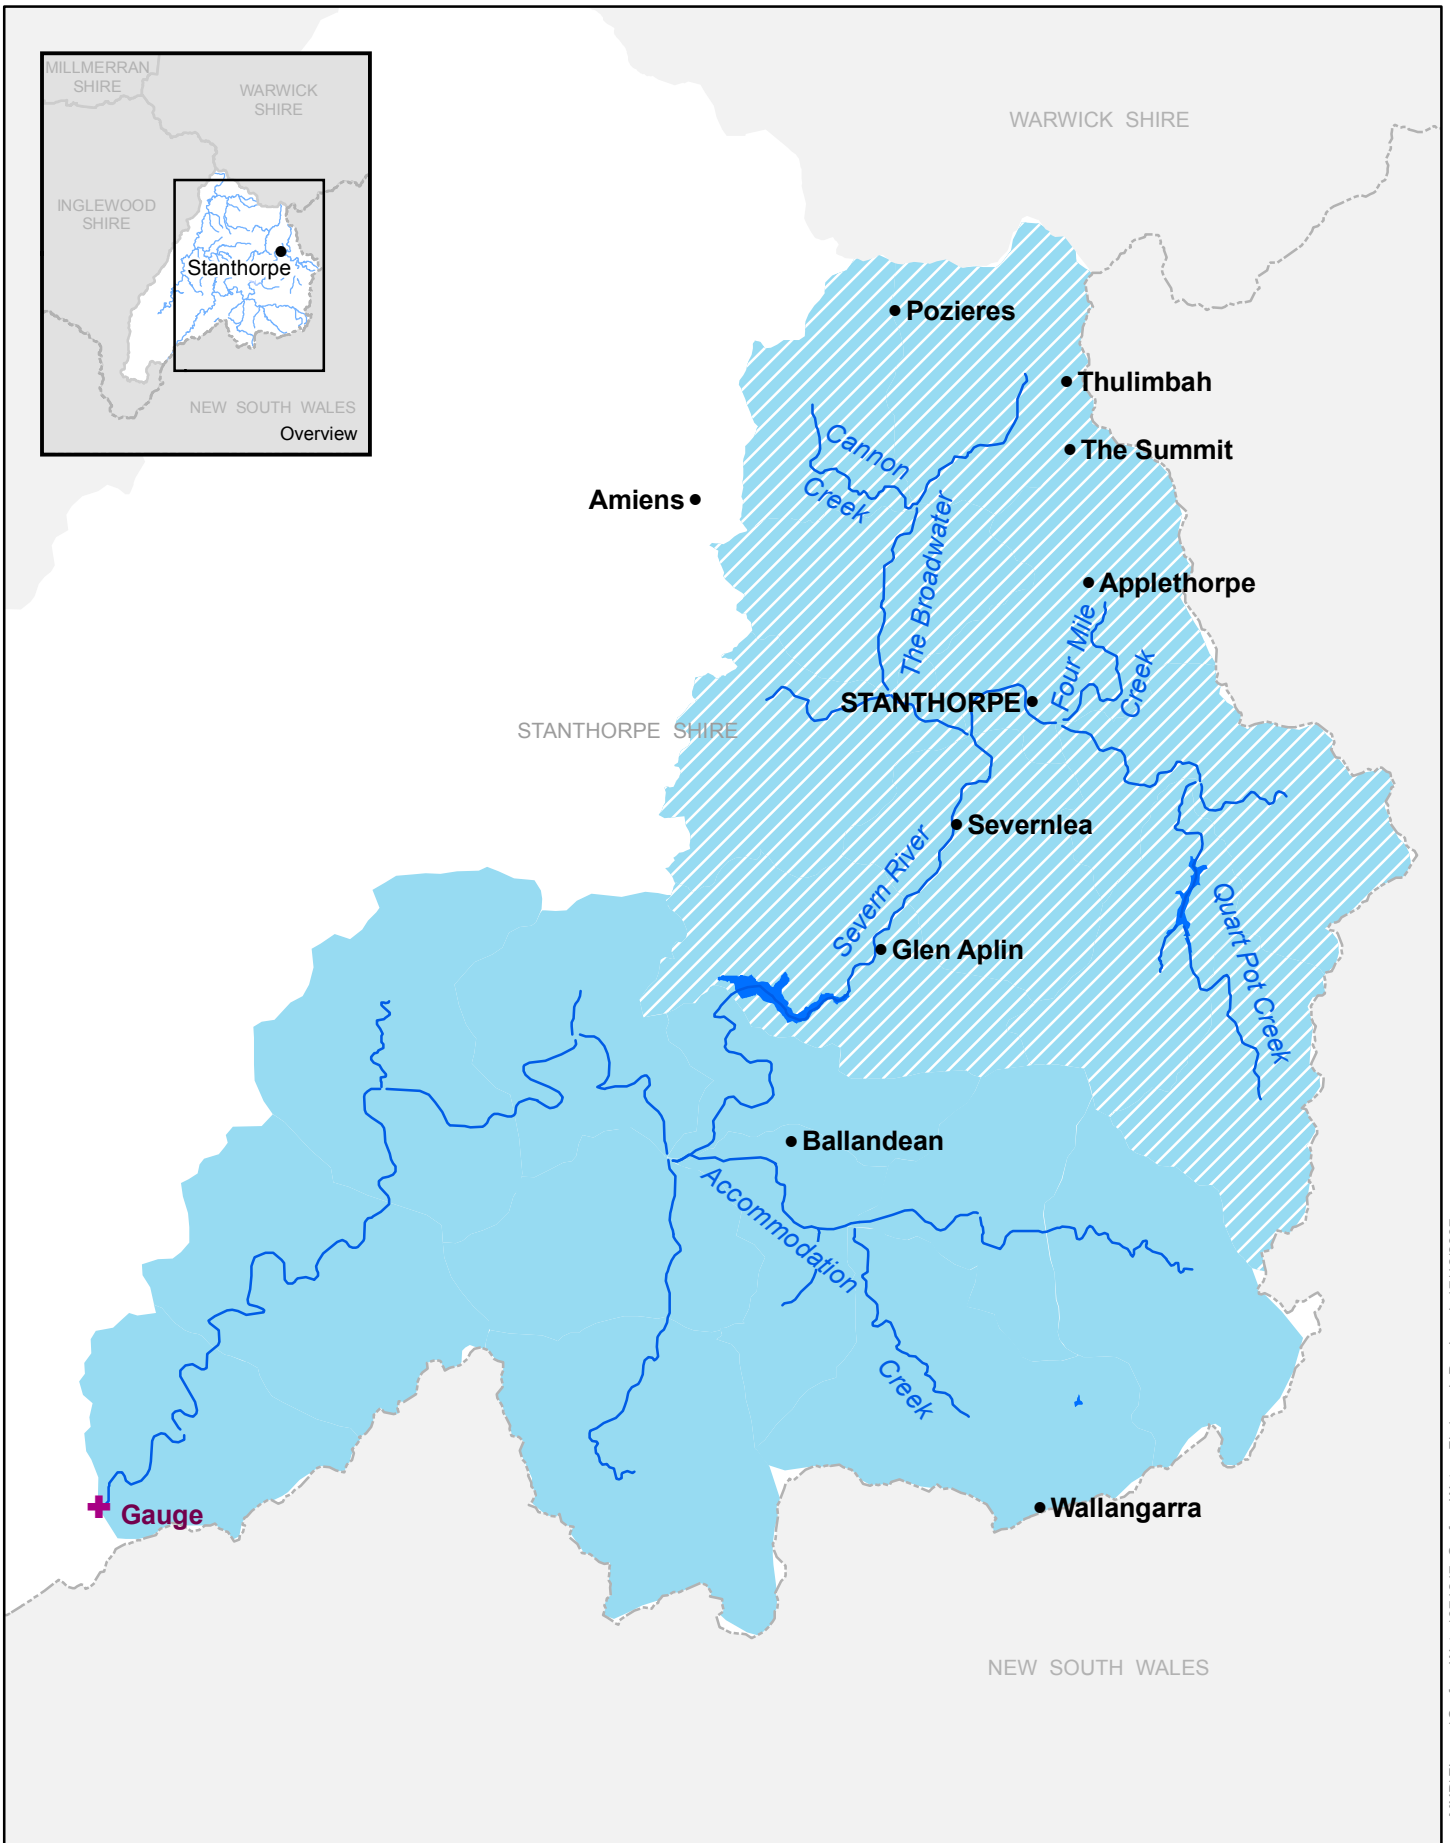 MILLMERRAN
SHIRE
WARWICK
SHIRE
INGLEWOOD
SHIRE
Stanthorpe
NEW SOUTH WALES
Overview
WARWICK SHIRE
Pozieres
Thulimbah
The Summit
Cannon
Creek
Amiens
The Broadwater
Applethorpe
Four Mile
Creek
STANTHORPE
STANTHORPE SHIRE
Severnlea
Severn River
Quart Pot Creek
Glen Aplin
Ballandean
Accommodation
Creek
Gauge
Wallangarra
NEW SOUTH WALES